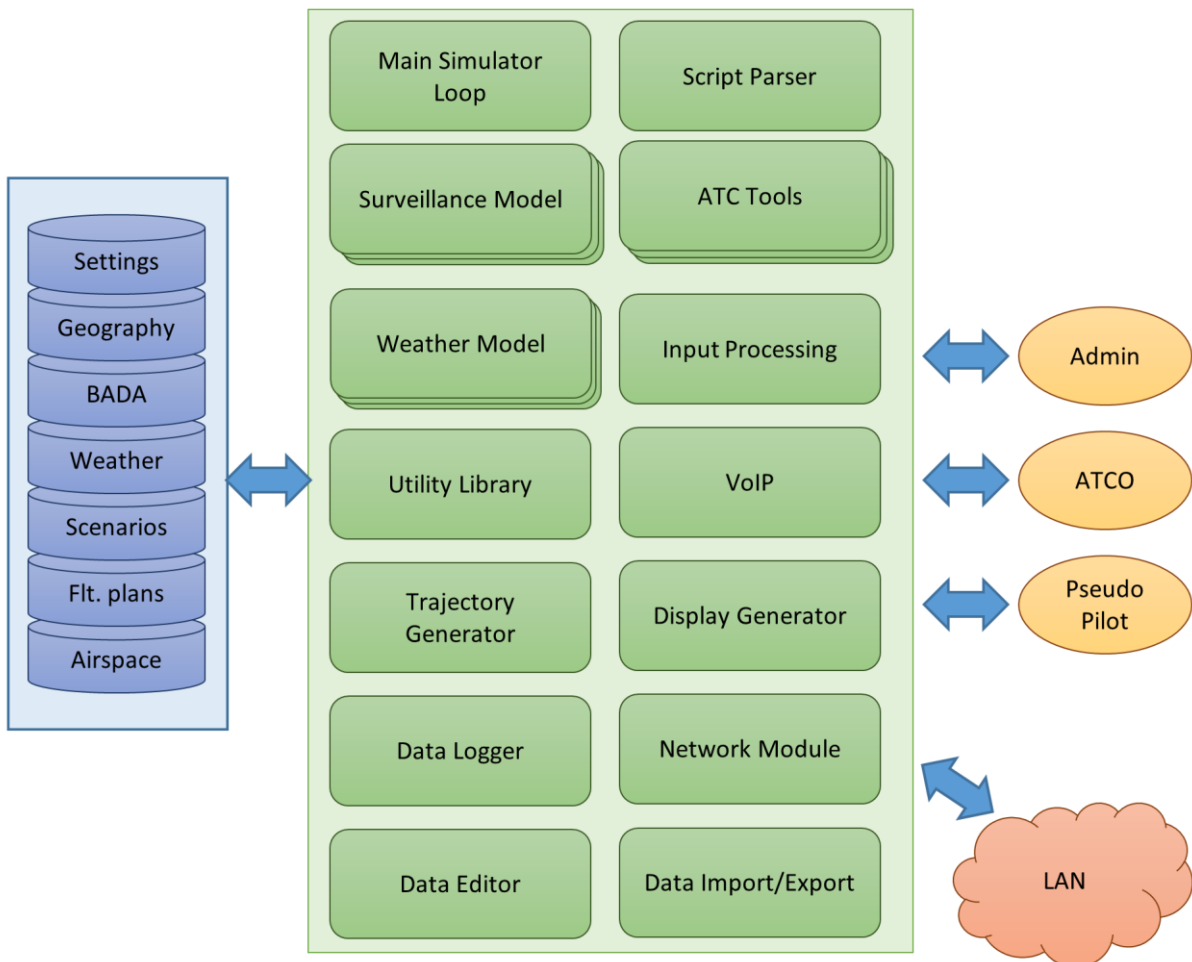 Settings
Geography
BADA
Weather
Scenarios
Flt. plans
Airspace
Main Simulator
Loop
Script Parser
Surveillance Model
ATC Tools
Weather Model
Input Processing
Utility Library
VoIP
Trajectory
Generator
Display Generator
Data Logger
Network Module
Data Editor
Data Import/Export
Admin
ATCO
Pseudo
Pilot
LAN